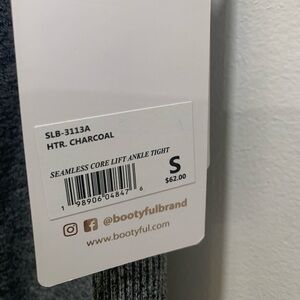 SLB-3113A
HTR. CHARCOAL
SEAMLESS CORE LIFT ANKLE TIGHT
S
$62.00
1 98906 04847 6
@bootyfulbrand
www.bootyful.com